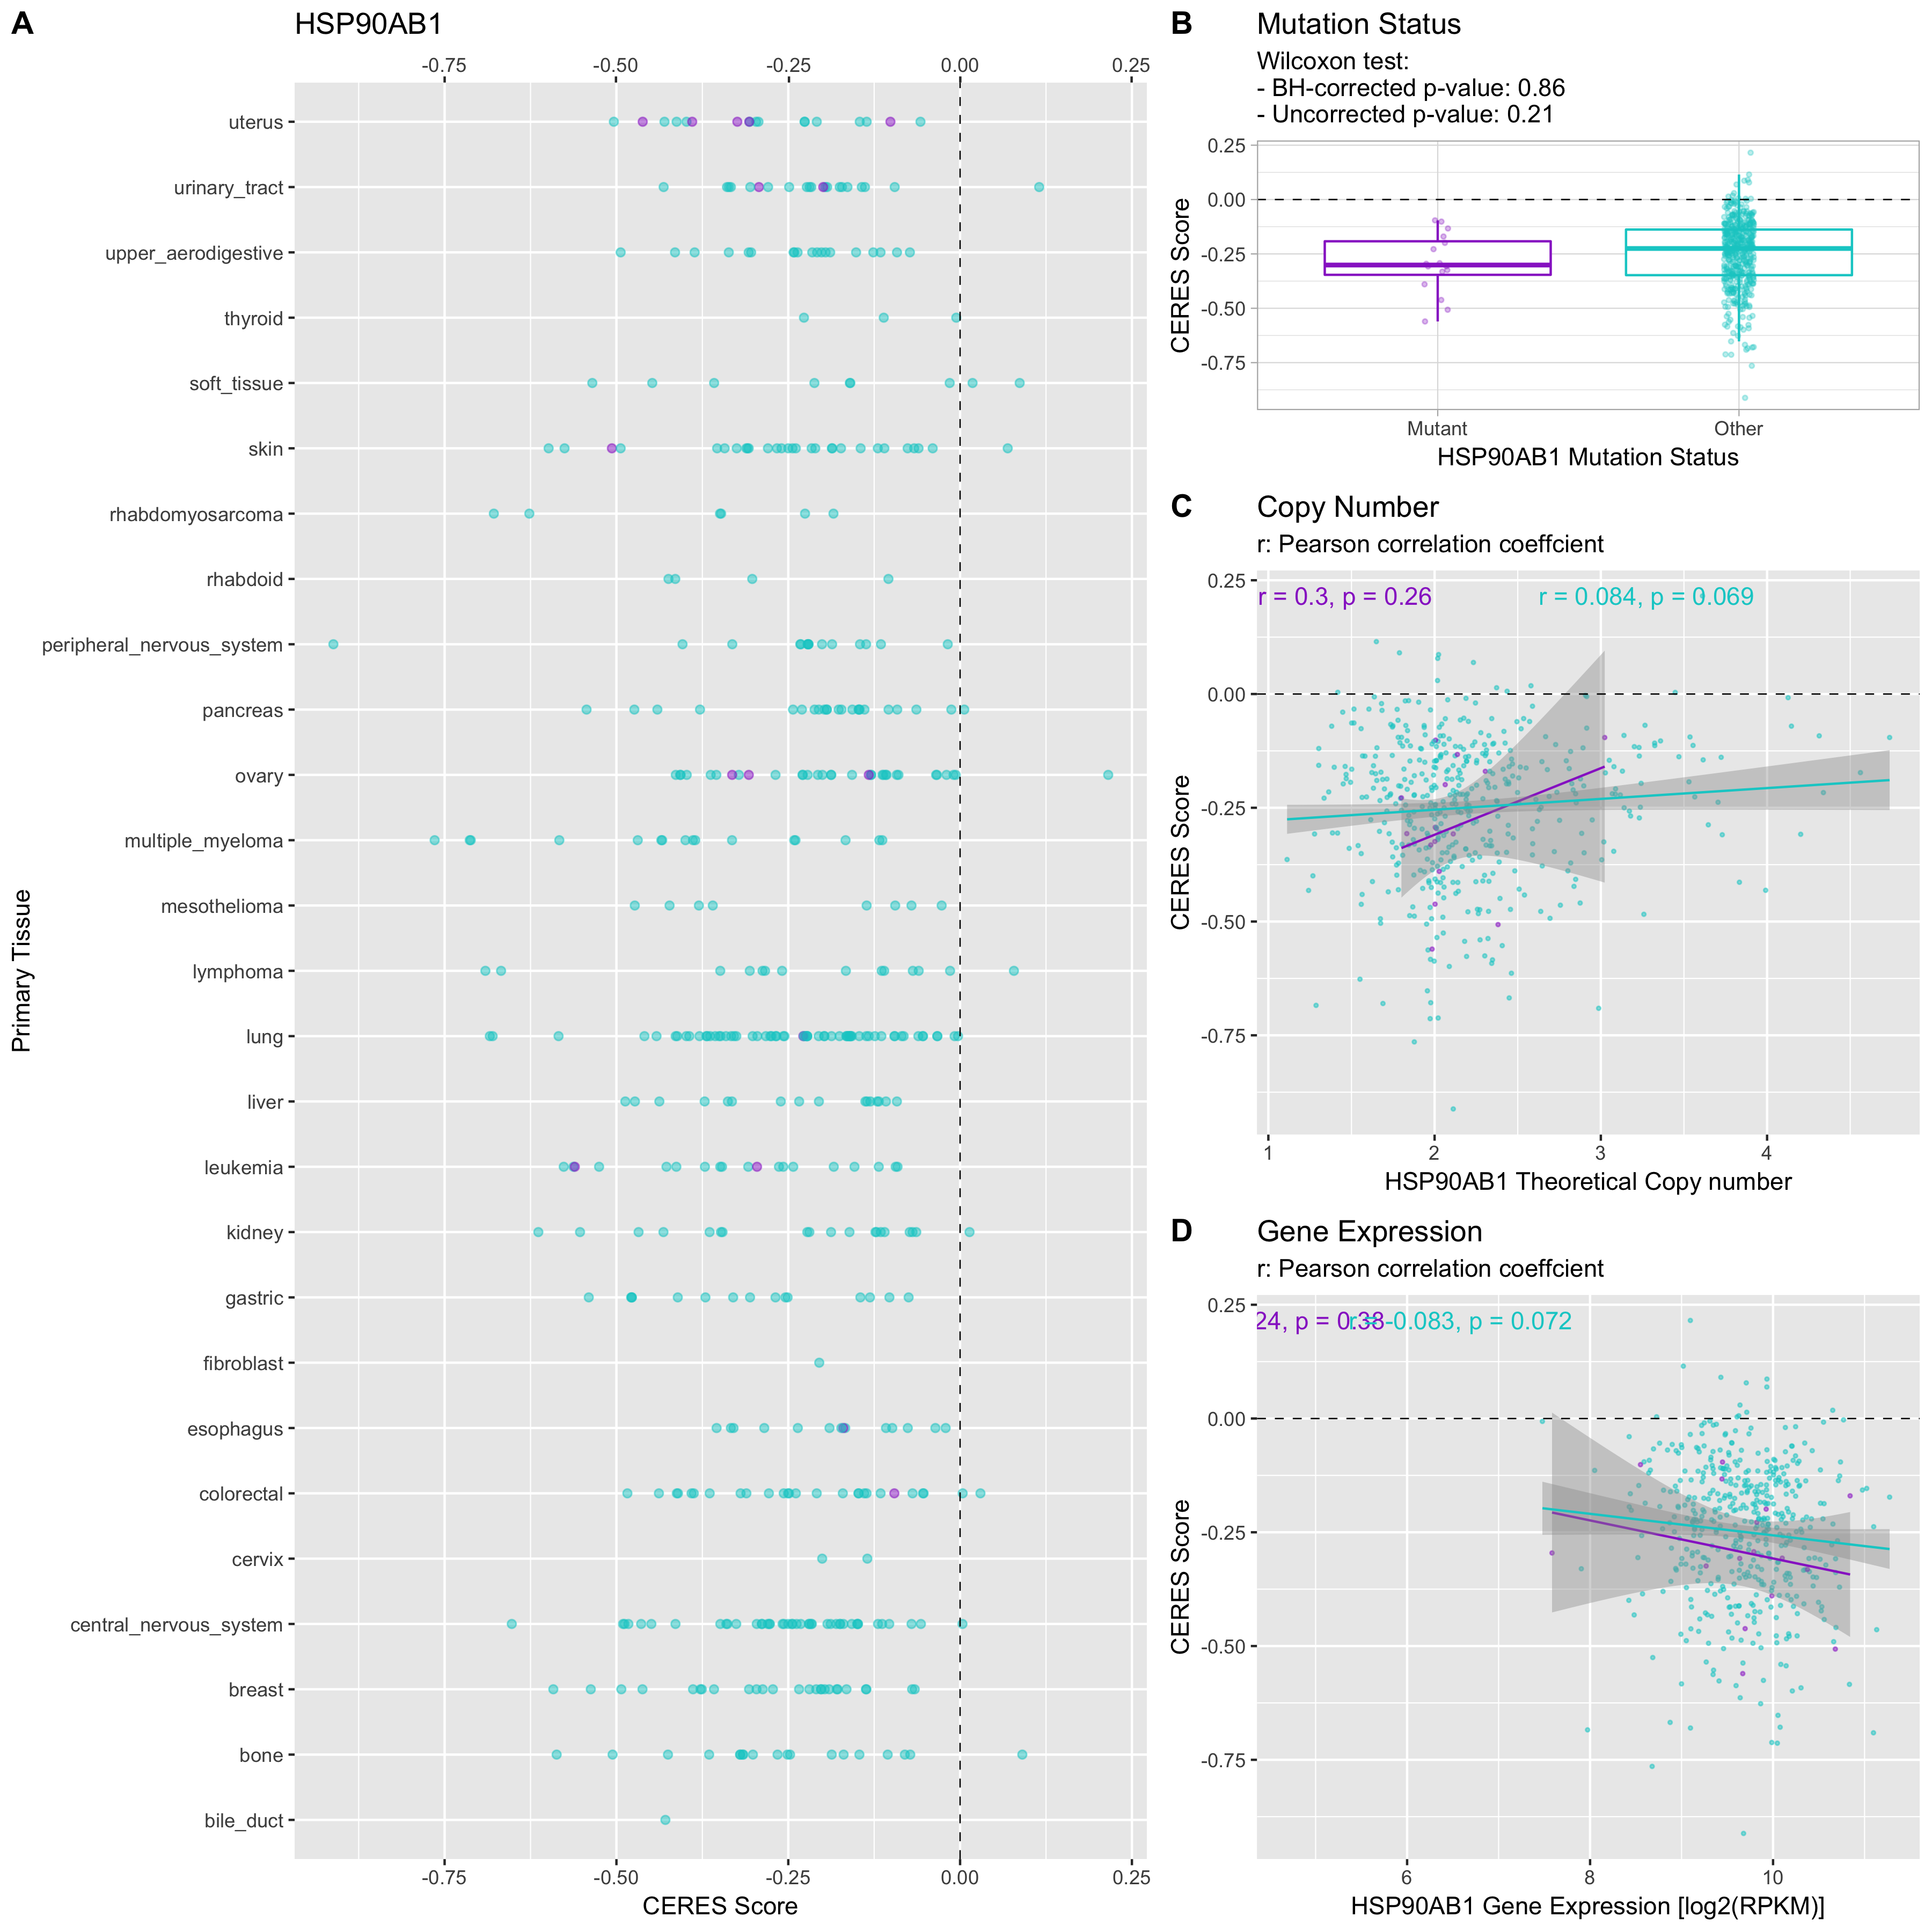 A
HSP90AB1
-0.75 -0.50 -0.25 0.00 0.25
uterus
urinary_tract
upper_aerodigestive
thyroid
soft_tissue
skin
rhabdomyosarcoma
rhabdoid
peripheral_nervous_system
pancreas
ovary
multiple_myeloma
mesothelioma
lymphoma
lung
liver
leukemia
kidney
gastric
fibroblast
esophagus
colorectal
cervix
central_nervous_system
breast
bone
bile_duct
Primary Tissue
-0.75 -0.50 -0.25 0.00 0.25
CERES Score
B
Mutation Status
Wilcoxon test:
- BH-corrected p-value: 0.86
- Uncorrected p-value: 0.21
0.25
0.00
-0.25
-0.50
-0.75
CERES Score
Mutant Other
HSP90AB1 Mutation Status
C
Copy Number
r: Pearson correlation coeffcient
r = 0.3, p = 0.26 r = 0.084, p = 0.069
0.25
0.00
-0.25
-0.50
-0.75
CERES Score
1 2 3 4
HSP90AB1 Theoretical Copy number
D
Gene Expression
r: Pearson correlation coeffcient
24, p = 0.38 r = -0.083, p = 0.072
0.25
0.00
-0.25
-0.50
-0.75
CERES Score
6 8 10
HSP90AB1 Gene Expression [log2(RPKM)]